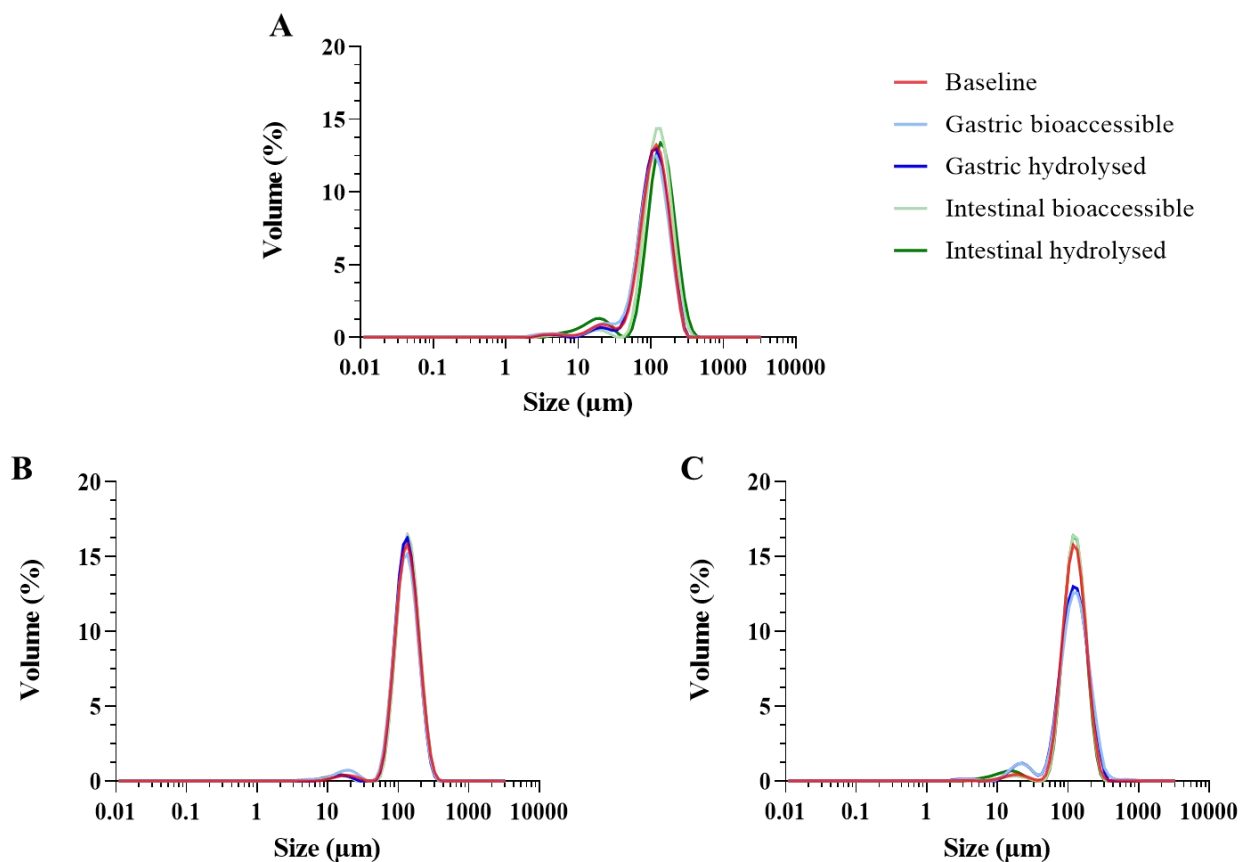 A
20
15
10
5
0
Volume (%)
0.01 0.1 1 10 100 1000 10000
Size (µm)
Baseline
Gastric bioaccessible
Gastric hydrolysed
Intestinal bioaccessible
Intestinal hydrolysed
B
20
15
10
5
0
Volume (%)
0.01 0.1 1 10 100 1000 10000
Size (µm)
C
20
15
10
5
0
Volume (%)
0.01 0.1 1 10 100 1000 10000
Size (µm)